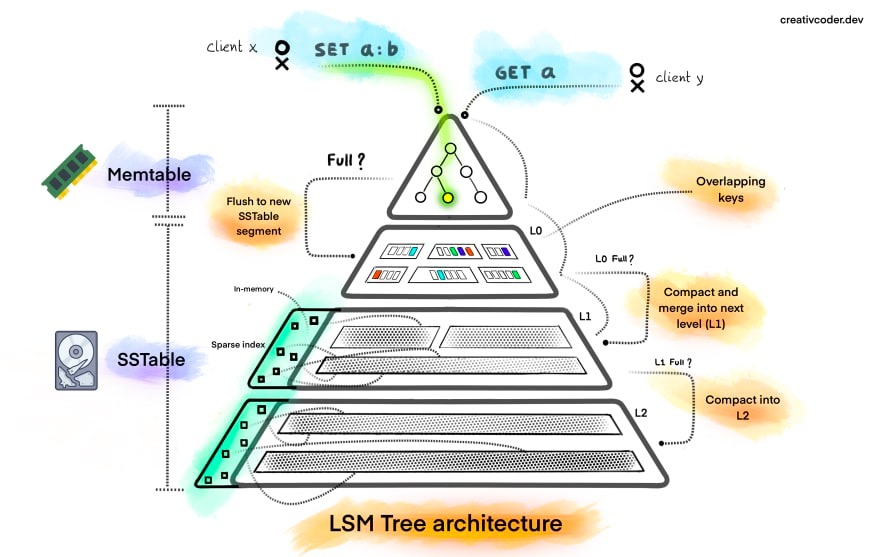 creativcoder.dev
client x
SET a:b
GET a
client y
Full ?
Memtable
Flush to new
SSTable
segment
Overlapping
keys
L0
L0 Full?
In-memory
L1
Compact and
merge into next
level (L1)
Sparse index
SSTable
L1 Full?
Compact into
L2
L2
LSM Tree architecture